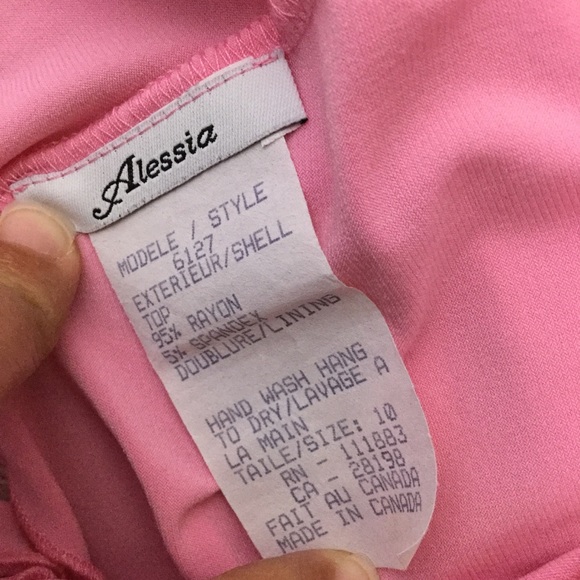 Alessia
MODELE / STYLE
6127
EXTERIEUR/SHELL
TOP
95% RAYON
5% SPANDEX
DOUBLURE/LINING
HAND WASH HANG
TO DRY/LAVAGE A
LA MAIN
TAILE/SIZE: 10
RN - 111883
CA - 28198
FAIT AU CANADA
MADE IN CANADA